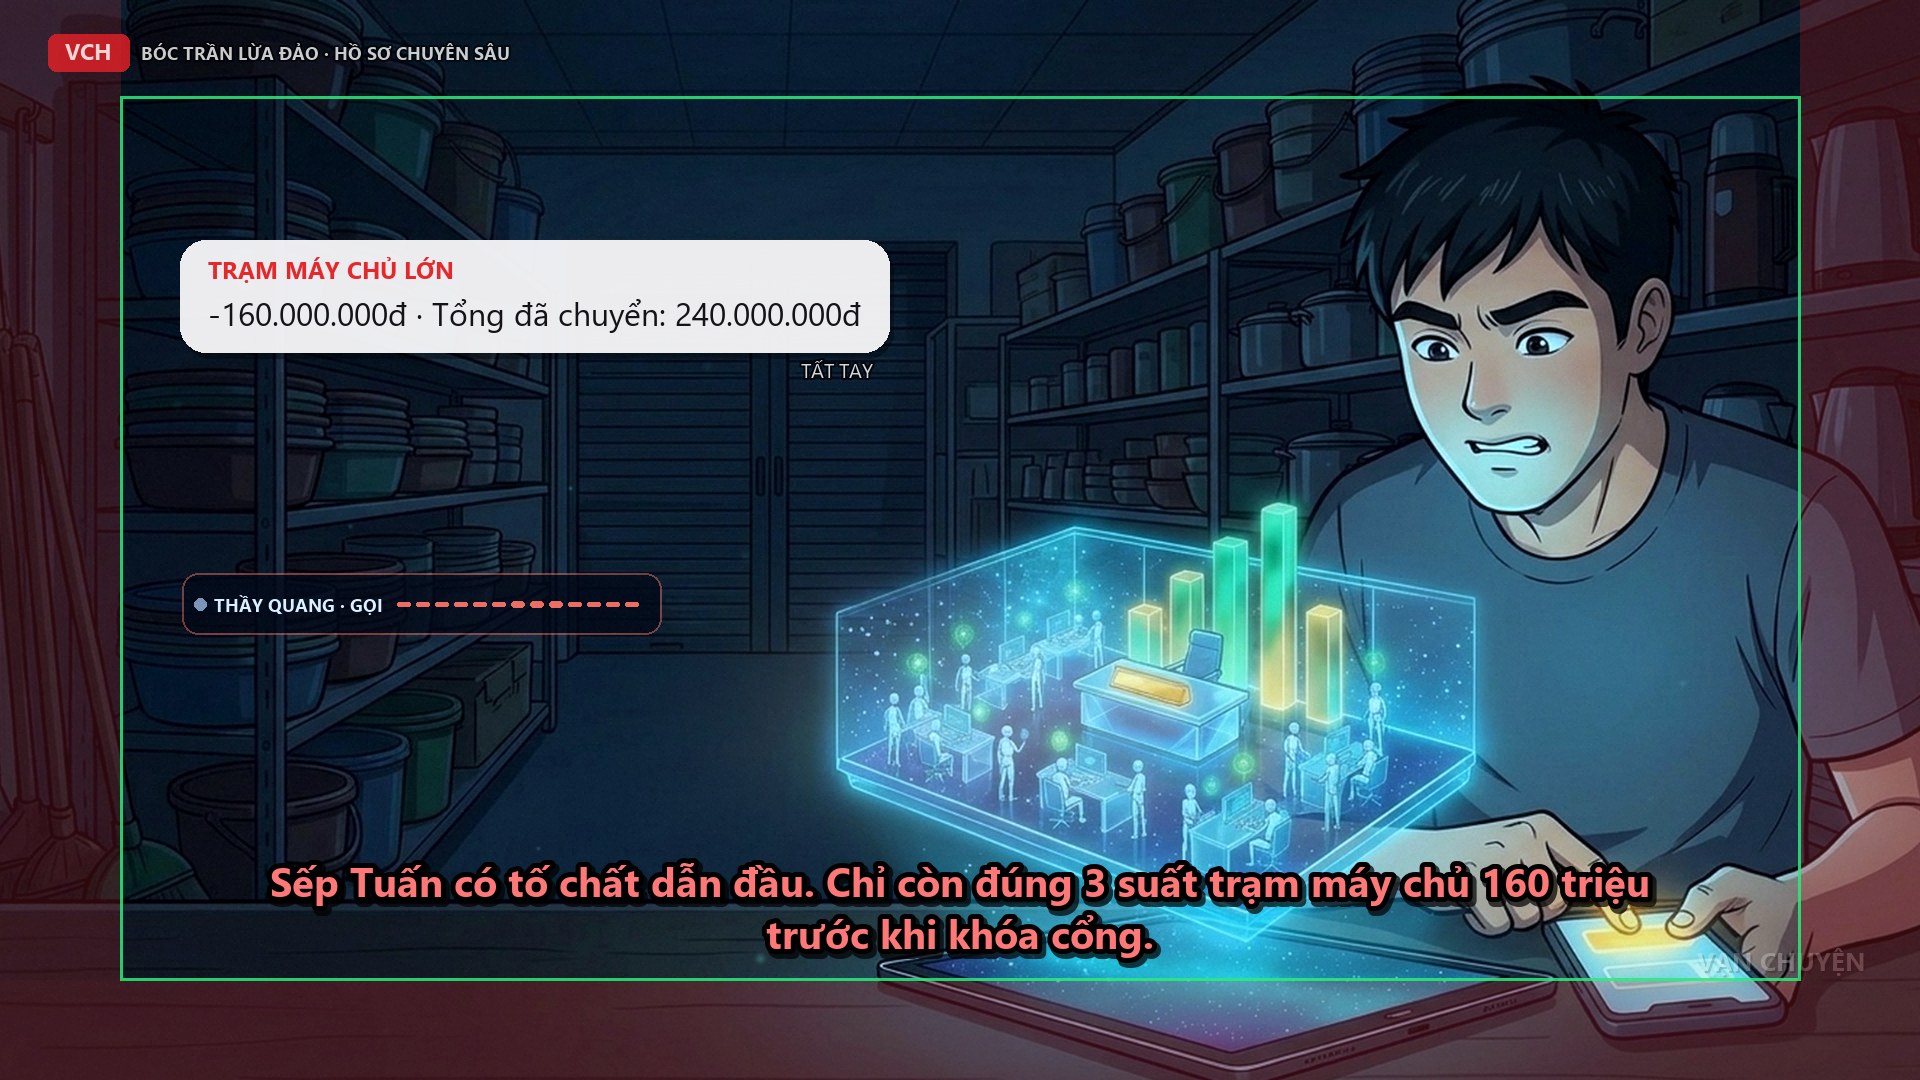 VCH BÓC TRẦN LỪA ĐẢO · HỒ SƠ CHUYÊN SÂU
TRẠM MÁY CHỦ LỚN
-160.000.000đ · Tổng đã chuyển: 240.000.000đ
TẤT TAY
THẦY QUANG · GỌI
Sếp Tuấn có tố chất dẫn đầu. Chỉ còn đúng 3 suất trạm máy chủ 160 triệu
trước khi khóa cổng.
VẠN CHUYỆN